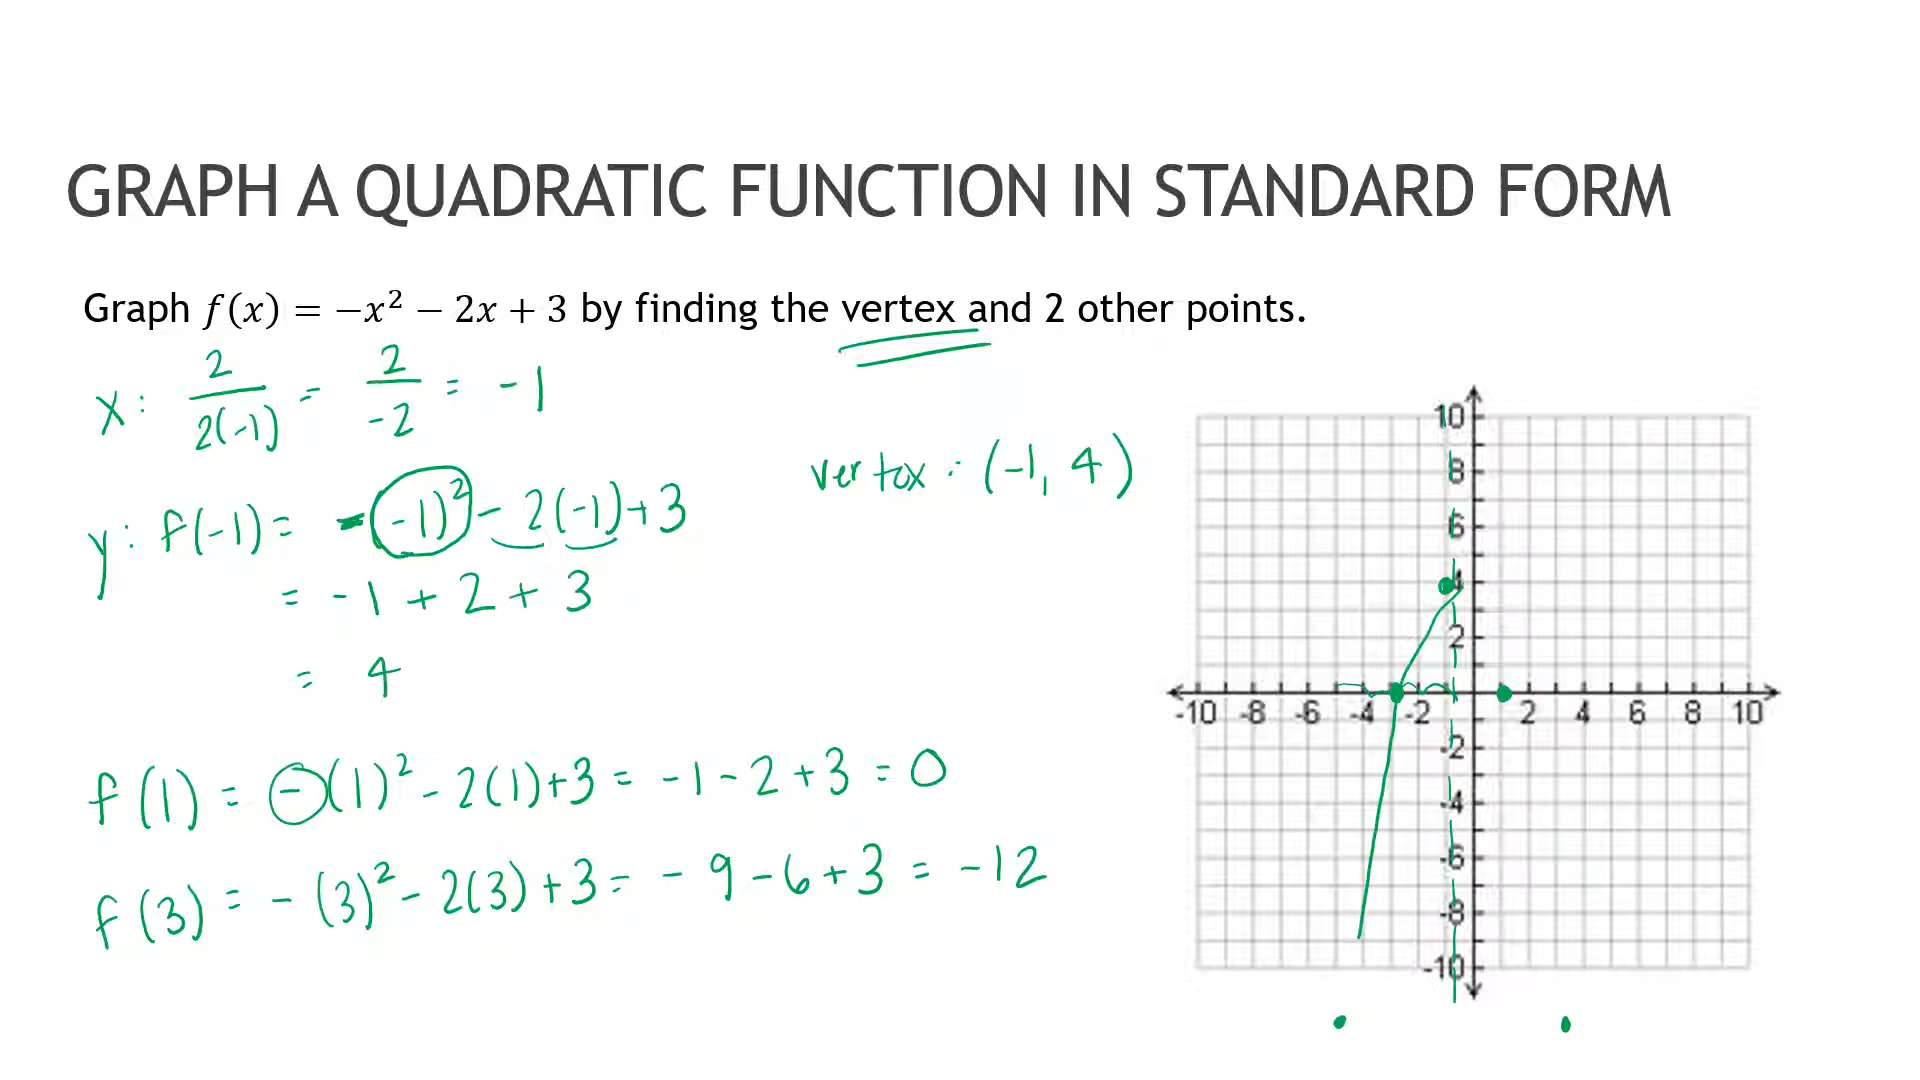 GRAPH A QUADRATIC FUNCTION IN STANDARD FORM
Graph f(x) = −x² − 2x + 3 by finding the vertex and 2 other points.
x: 2/2(-1) = 2/-2 = -1
vertex: (-1, 4)
y: f(-1) = -(-1)² - 2(-1) + 3
= -1 + 2 + 3
= 4
f(1) = -(1)² - 2(1) + 3 = -1 - 2 + 3 = 0
f(3) = -(3)² - 2(3) + 3 = -9 - 6 + 3 = -12
10
8
6
4
2
-10 -8 -6 -4 -2 2 4 6 8 10
-2
-4
-6
-8
-10